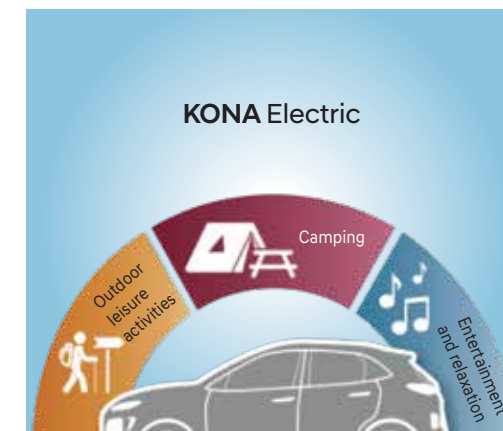 KONA Electric
Camping
Outdoor
leisure
activities
Entertainment
and relaxation